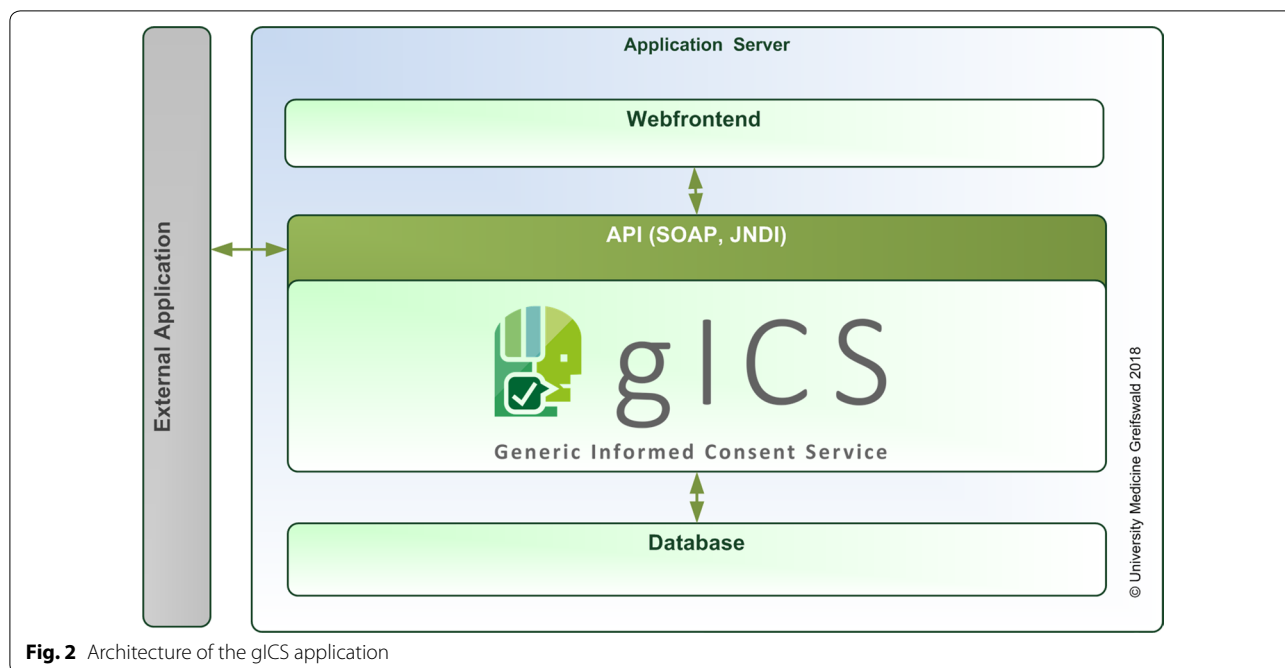 Application Server
Webfrontend
API (SOAP, JNDI)
External Application
gICS
Generic Informed Consent Service
Database
© University Medicine Greifswald 2018
Fig. 2 Architecture of the gICS application